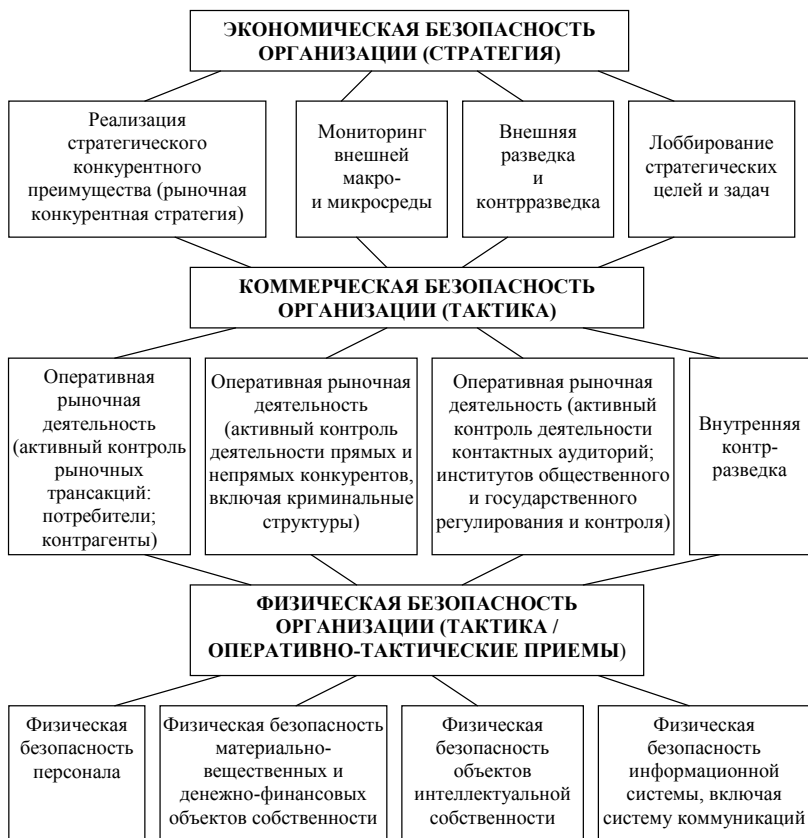 ЭКОНОМИЧЕСКАЯ БЕЗОПАСНОСТЬ
ОРГАНИЗАЦИИ (СТРАТЕГИЯ)
Реализация
стратегического
конкурентного
преимущества (рыночная
конкурентная стратегия)
Мониторинг
внешней
макро-
и микросреды
Внешняя
разведка
и
контрразведка
Лоббирование
стратегических
целей и задач
КОММЕРЧЕСКАЯ БЕЗОПАСНОСТЬ
ОРГАНИЗАЦИИ (ТАКТИКА)
Оперативная
рыночная
деятельность
(активный контроль
рыночных
трансакций:
потребители;
контрагенты)
Оперативная рыночная
деятельность
(активный контроль
деятельности прямых и
непрямых конкурентов,
включая криминальные
структуры)
Оперативная рыночная
деятельность (активный
контроль деятельности
контактных аудиторий;
институтов общественного
и государственного
регулирования и контроля)
Внутренняя
контр-
разведка
ФИЗИЧЕСКАЯ БЕЗОПАСНОСТЬ
ОРГАНИЗАЦИИ (ТАКТИКА /
ОПЕРАТИВНО-ТАКТИЧЕСКИЕ ПРИЕМЫ)
Физическая
безопасность
персонала
Физическая безопасность
материально-
вещественных и
денежно-финансовых
объектов собственности
Физическая
безопасность
объектов
интеллектуальной
собственности
Физическая
безопасность
информационной
системы, включая
систему коммуникаций